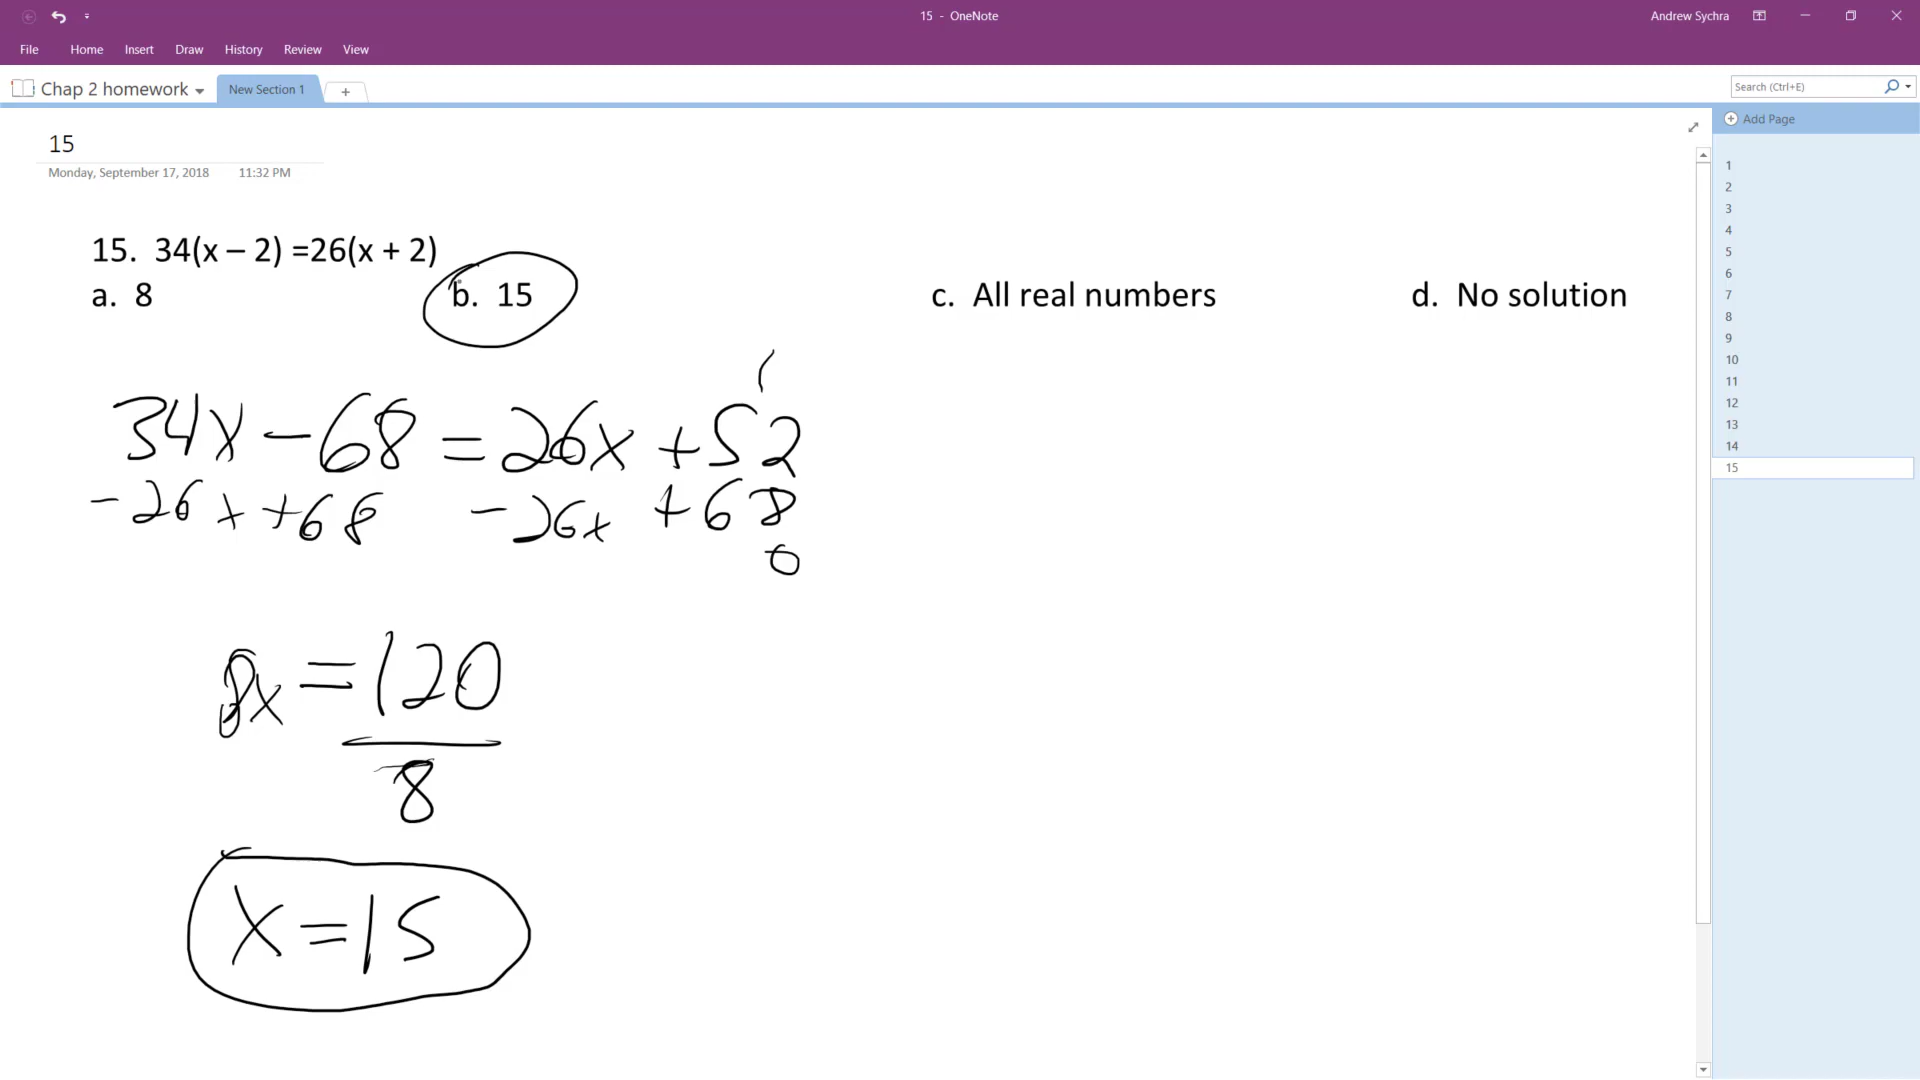 15 - OneNote
Andrew Sychra
File Home Insert Draw History Review View
Chap 2 homework
New Section 1
+
Search (Ctrl+E)
Add Page
15
Monday, September 17, 2018 11:32 PM
15. 34(x – 2) =26(x + 2)
a. 8 b. 15 c. All real numbers d. No solution
1
34x - 68 = 26x + 52
- 26x + 68 - 26x + 68
0
8x = 120
8
x = 15
1
2
3
4
5
6
7
8
9
10
11
12
13
14
15